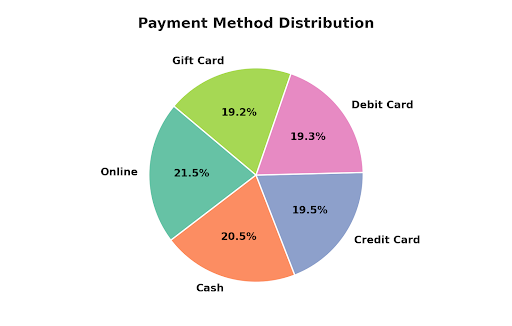 Payment Method Distribution
Gift Card
Debit Card
19.2%
19.3%
Online
21.5%
19.5%
20.5%
Credit Card
Cash